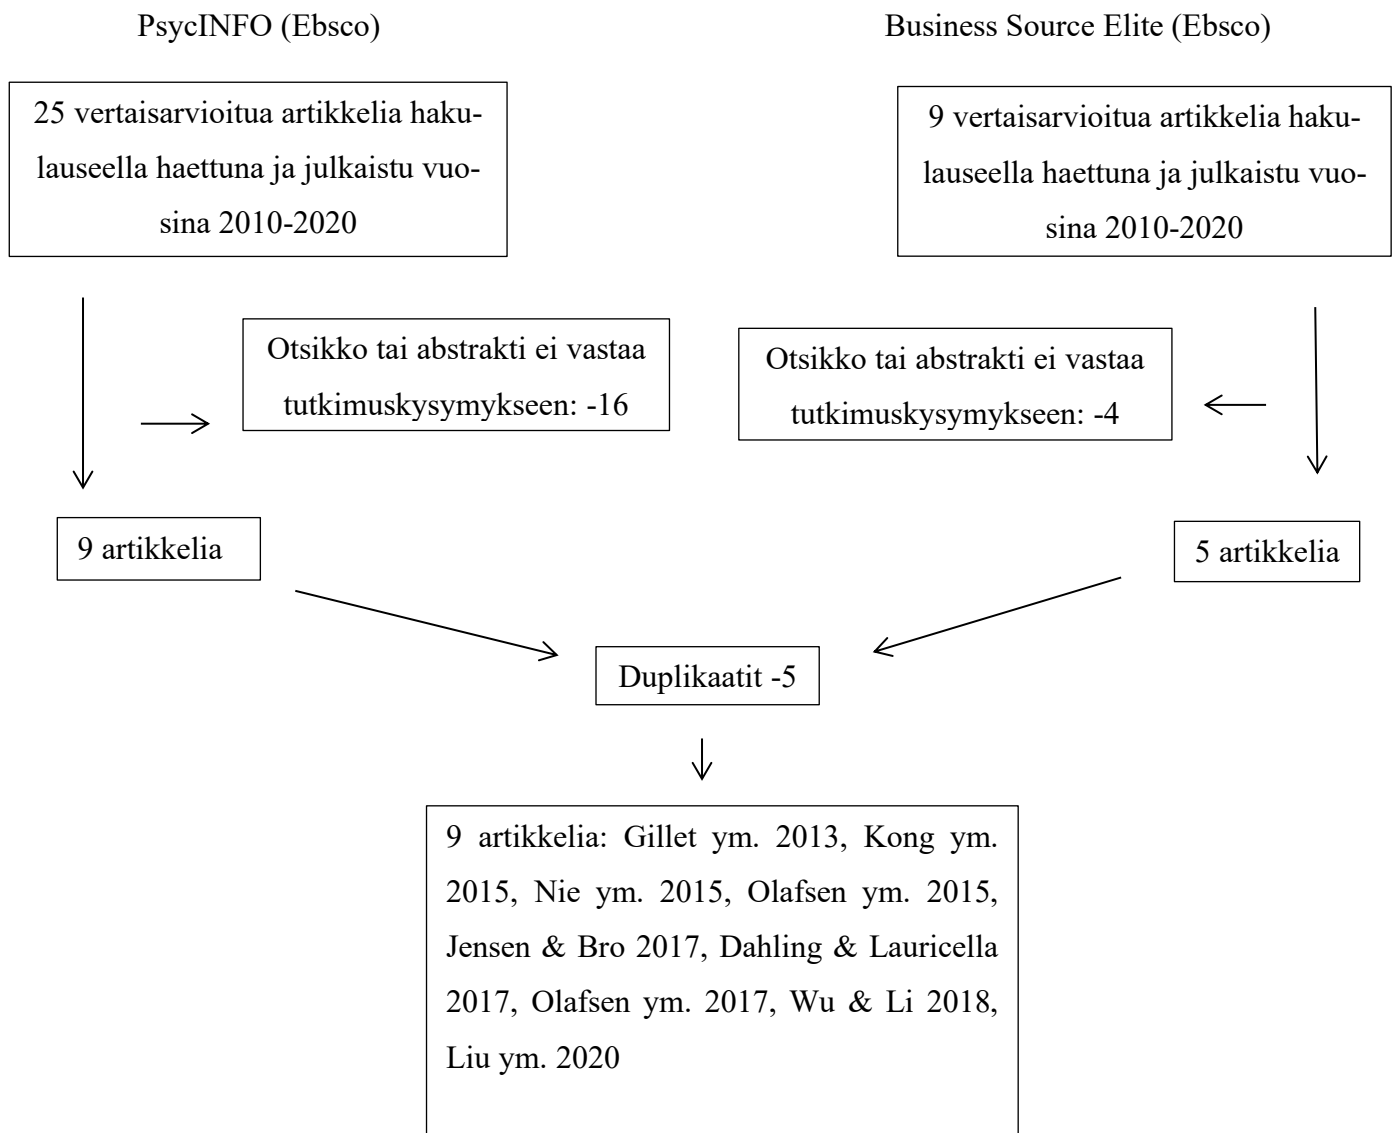 PsycINFO (Ebsco)
Business Source Elite (Ebsco)
25 vertaisarvioitua artikkelia haku-
lauseella haettuna ja julkaistu vuo-
sina 2010-2020
9 vertaisarvioitua artikkelia haku-
lauseella haettuna ja julkaistu vuo-
sina 2010-2020
Otsikko tai abstrakti ei vastaa
tutkimuskysymykseen: -16
Otsikko tai abstrakti ei vastaa
tutkimuskysymykseen: -4
9 artikkelia
5 artikkelia
Duplikaatit -5
9 artikkelia: Gillet ym. 2013, Kong ym.
2015, Nie ym. 2015, Olafsen ym. 2015,
Jensen & Bro 2017, Dahling & Lauricella
2017, Olafsen ym. 2017, Wu & Li 2018,
Liu ym. 2020